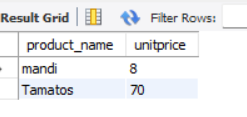 Result Grid Filter Rows:
product_name unitprice
mandi 8
Tamatos 70